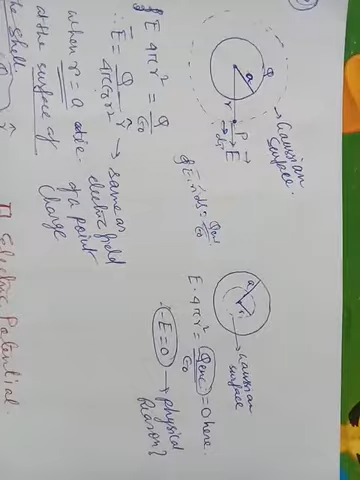 Q
a
r
P
E
→ Gaussian
Surface.
∮ E . n ds = Qenc / ε0
∮ E 4πr² = Q / ε0
∴ E = Q / 4πε0r² r̂ → same as
electric field
of a point
charge
when r = a
at the surface of
the shell
a
r
→ Gaussian
surface
E . 4πr² = Qenc / ε0 = 0 here.
∴ E = 0 → physical
reason?
Electric Potential.